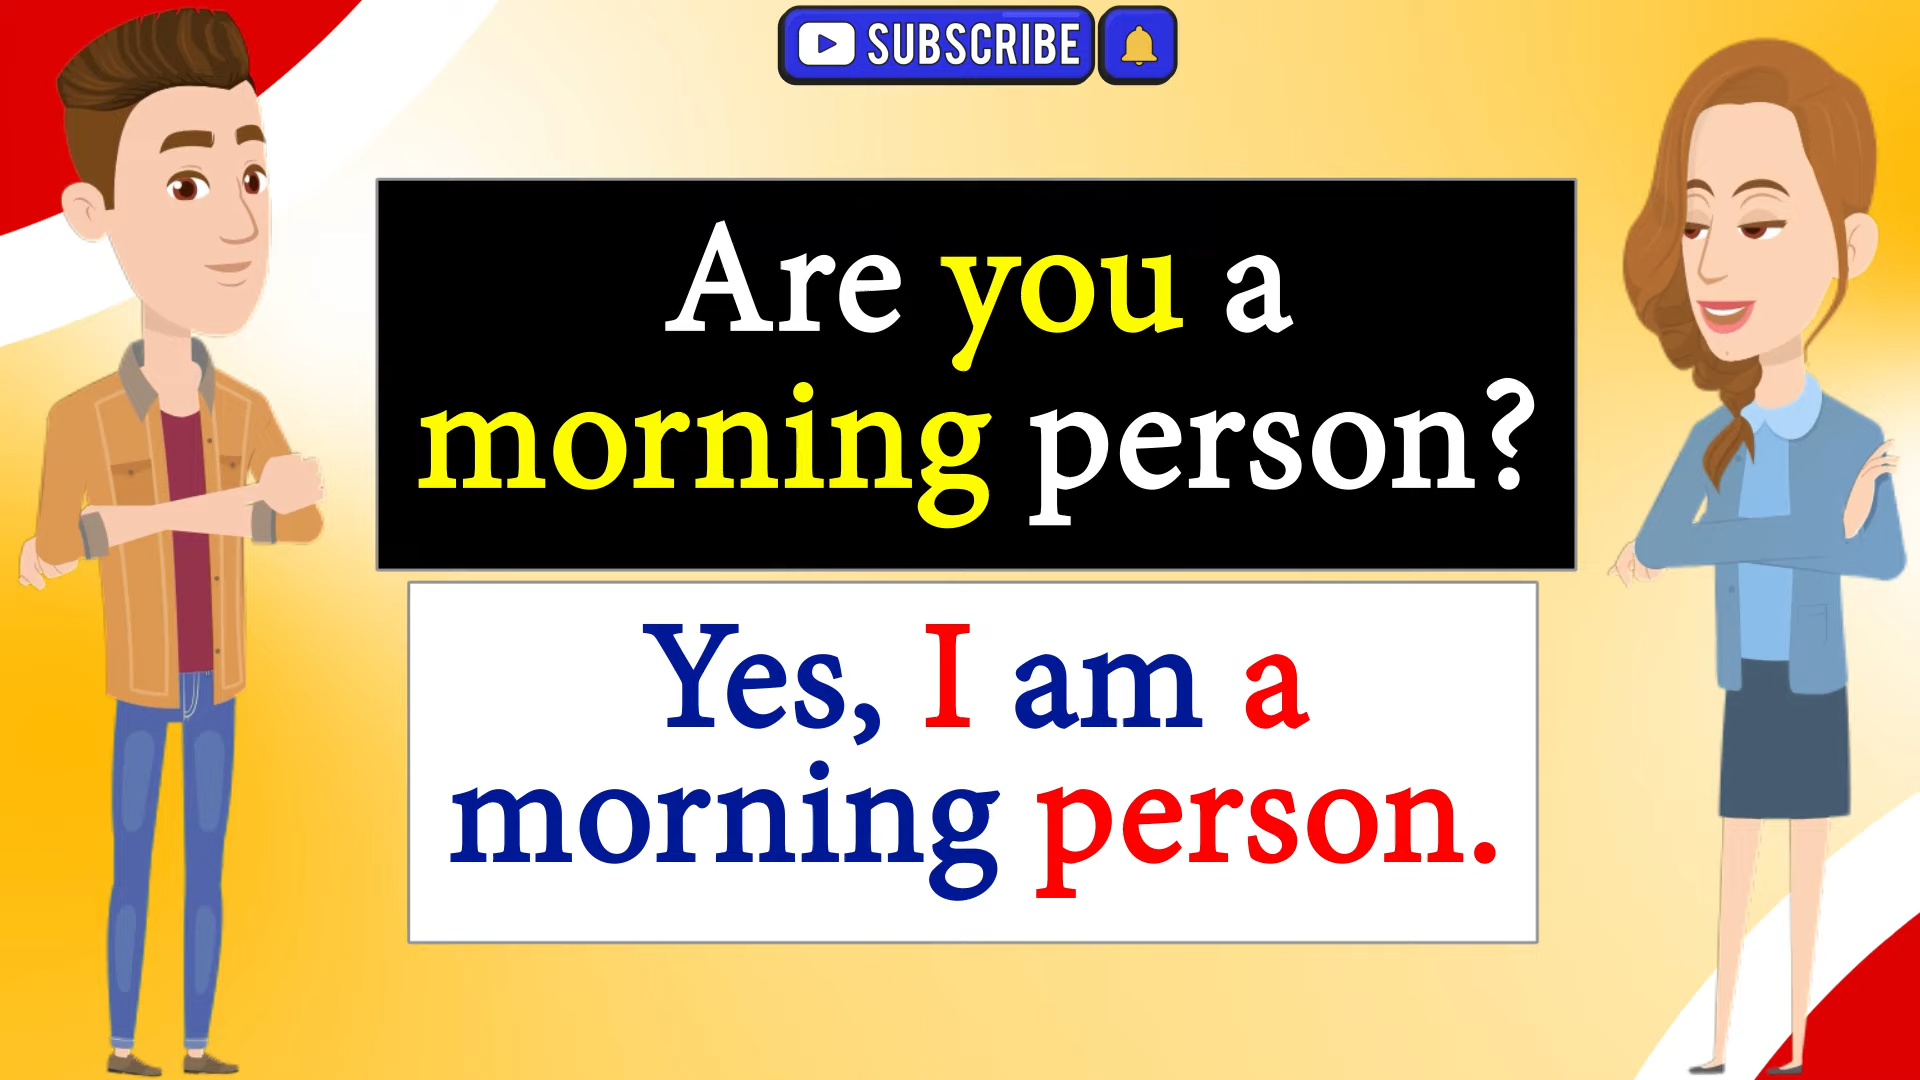 SUBSCRIBE
Are you a
morning person?
Yes, I am a
morning person.